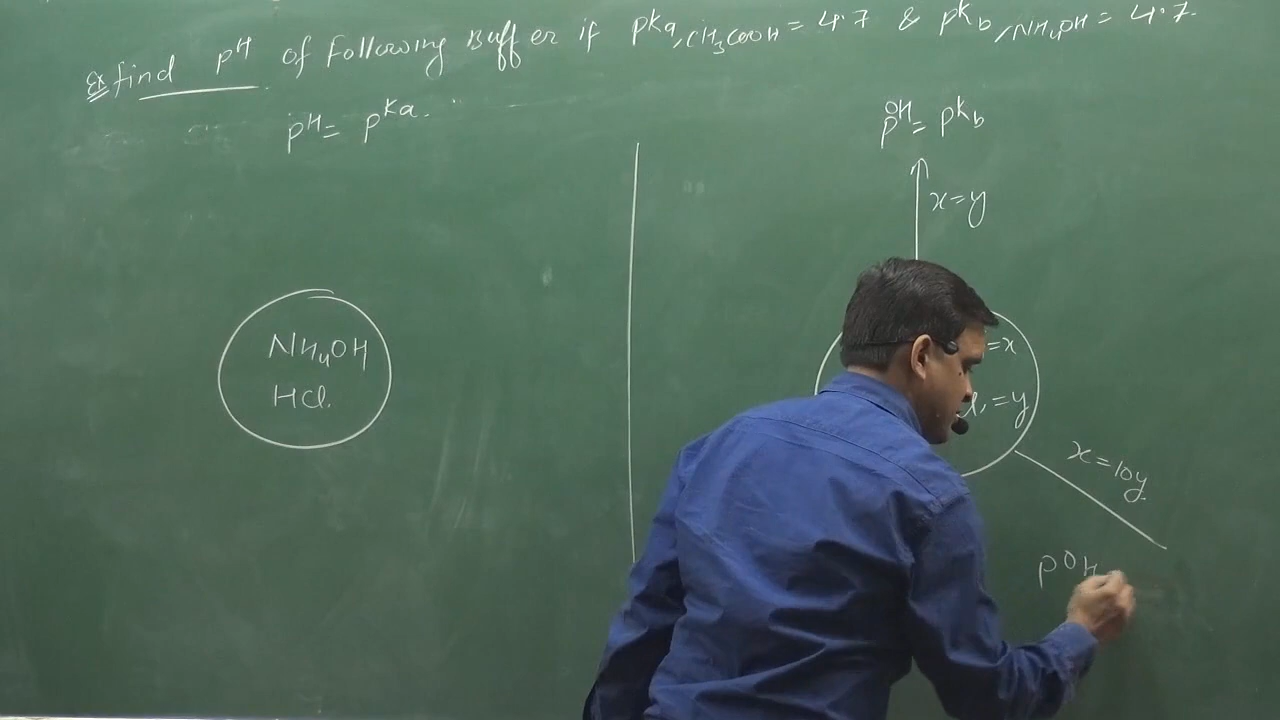 Ex find pH of following Buffer if pKa, CH3COOH = 4.7 & pKb, NH4OH = 4.7.
pH = pKa.
NH4OH
HCl.
pOH = pKb
x=y
=x
=y
x=10y
pOH